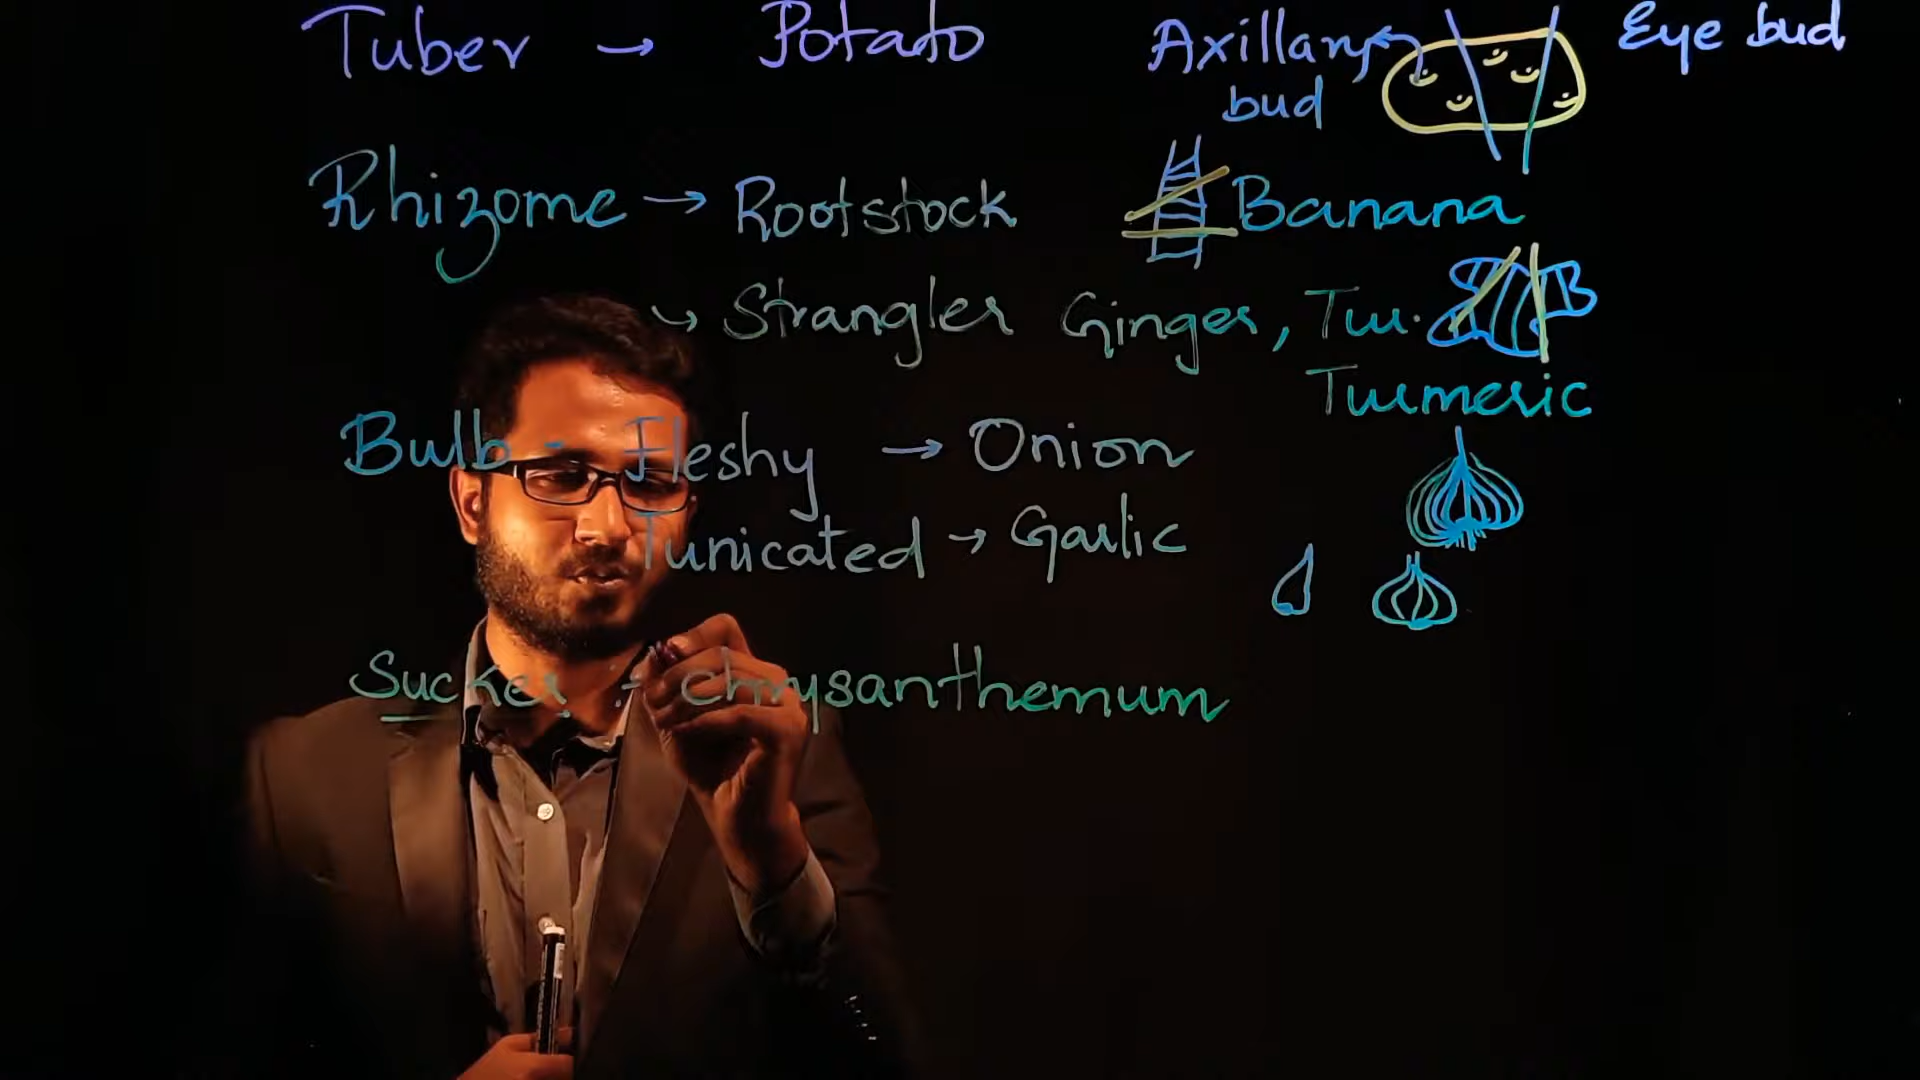 Tuber → Potato Axillary bud Eye bud
Rhizome → Rootstock Banana
↘ Strangler Ginger, Tur.
Turmeric
Bulb - Fleshy → Onion
Tunicated → Garlic
Sucker : Chrysanthemum